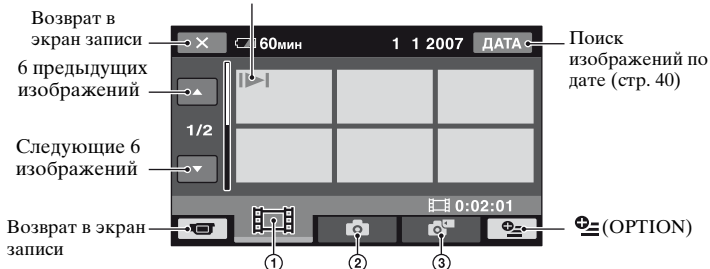 Возврат в
экран записи
60мин
1 1 2007
ДАТА
Поиск
изображений по
дате (стр. 40)
6 предыдущих
изображений
1/2
Следующие 6
изображений
0:02:01
Возврат в экран
записи
(OPTION)
① ② ③